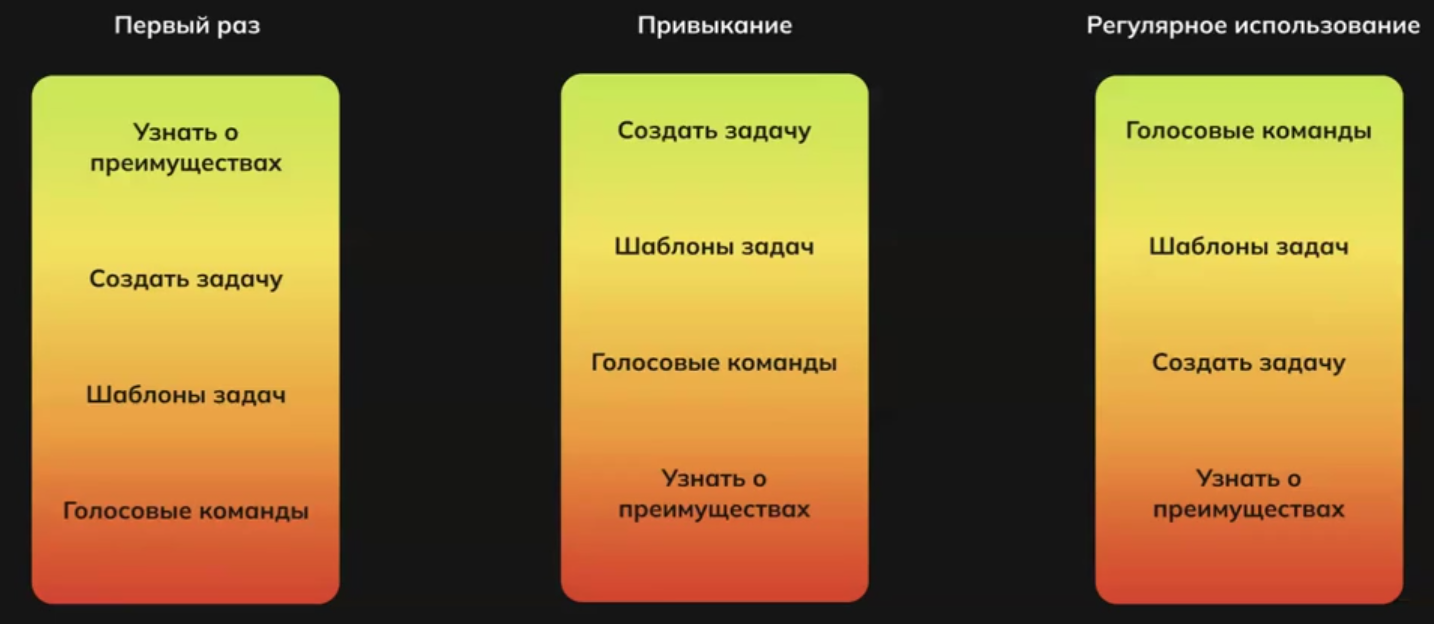 Первый раз
Узнать о
преимуществах
Создать задачу
Шаблоны задач
Голосовые команды
Привыкание
Создать задачу
Шаблоны задач
Голосовые команды
Узнать о
преимуществах
Регулярное использование
Голосовые команды
Шаблоны задач
Создать задачу
Узнать о
преимуществах